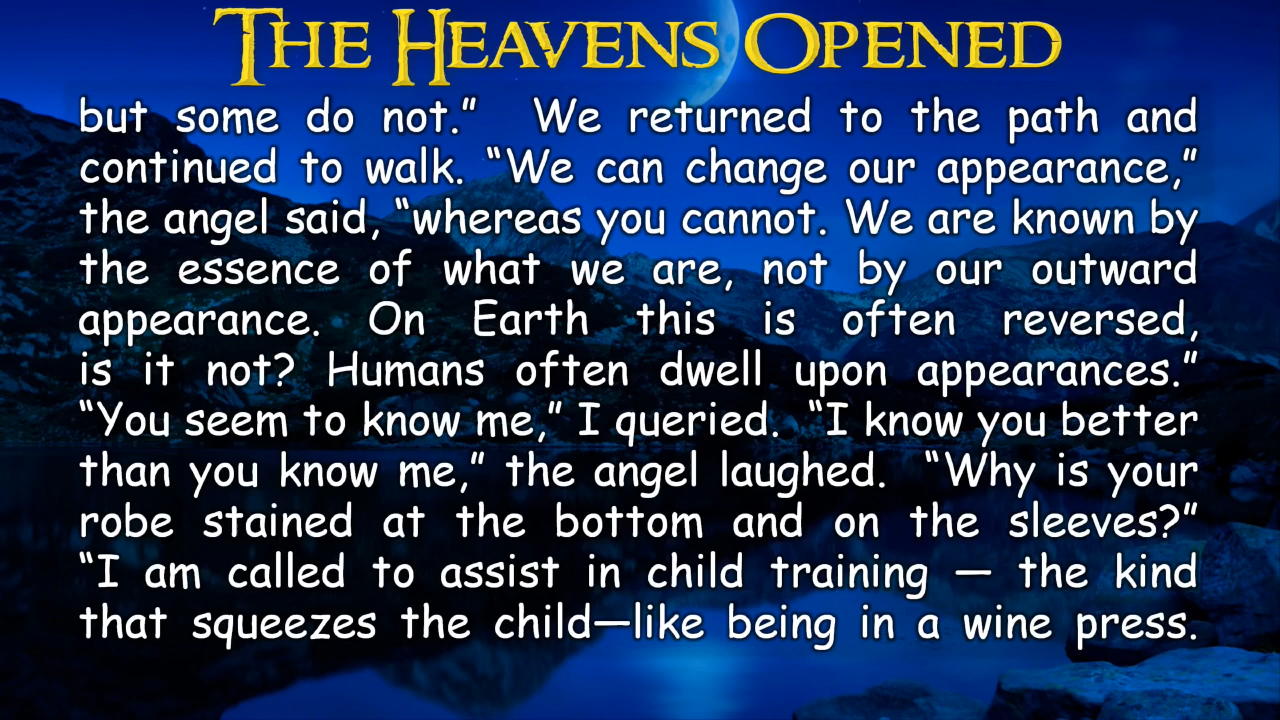 THE HEAVENS OPENED
but some do not.” We returned to the path and
continued to walk. “We can change our appearance,”
the angel said, “whereas you cannot. We are known by
the essence of what we are, not by our outward
appearance. On Earth this is often reversed,
is it not? Humans often dwell upon appearances.”
“You seem to know me,” I queried. “I know you better
than you know me,” the angel laughed. “Why is your
robe stained at the bottom and on the sleeves?”
“I am called to assist in child training — the kind
that squeezes the child—like being in a wine press.